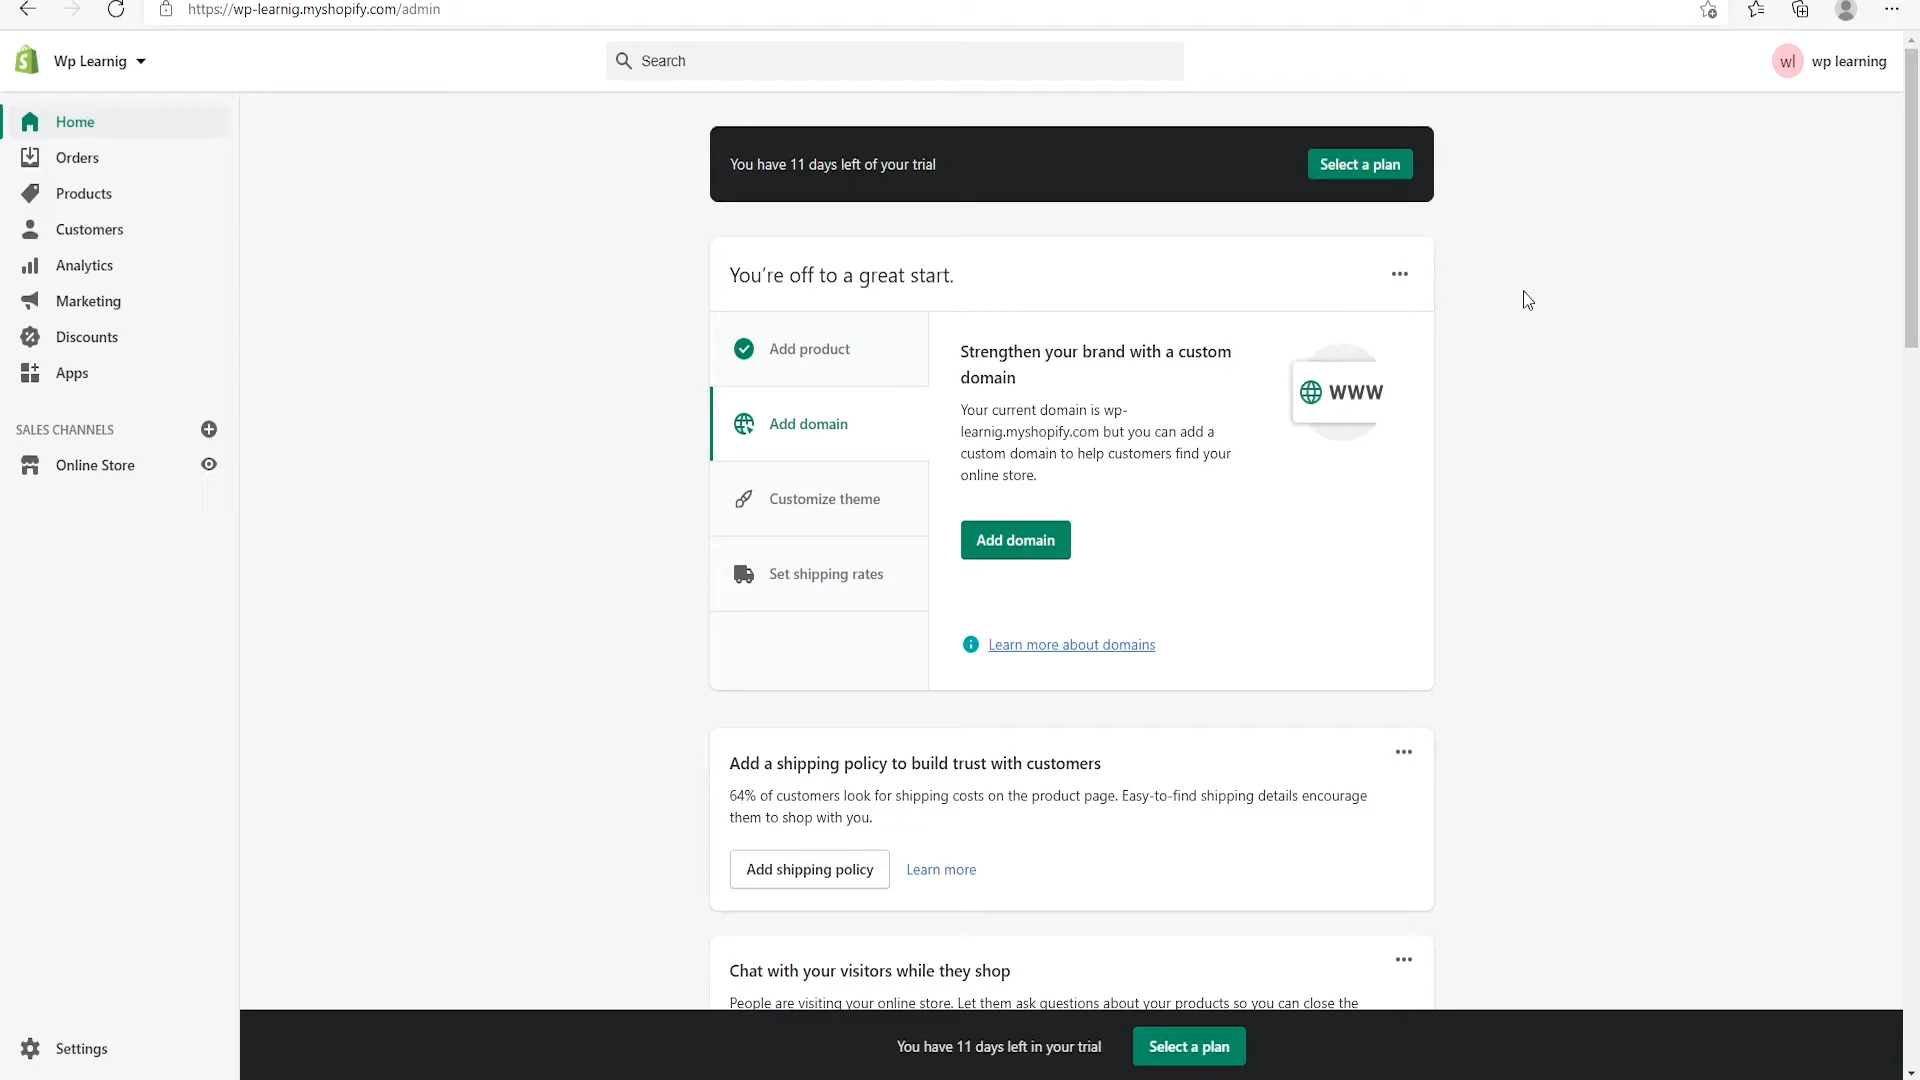 https://wp-learnig.myshopify.com/admin
Wp Learnig
Search
wl wp learning
Home
Orders
Products
Customers
Analytics
Marketing
Discounts
Apps
SALES CHANNELS
Online Store
Settings
You have 11 days left of your trial
Select a plan
You're off to a great start.
Add product
Add domain
Customize theme
Set shipping rates
Strengthen your brand with a custom
domain
Your current domain is wp-
learnig.myshopify.com but you can add a
custom domain to help customers find your
online store.
WWW
Add domain
Learn more about domains
Add a shipping policy to build trust with customers
64% of customers look for shipping costs on the product page. Easy-to-find shipping details encourage
them to shop with you.
Add shipping policy Learn more
Chat with your visitors while they shop
People are visiting your online store. Let them ask questions about your products so you can close the
You have 11 days left in your trial
Select a plan